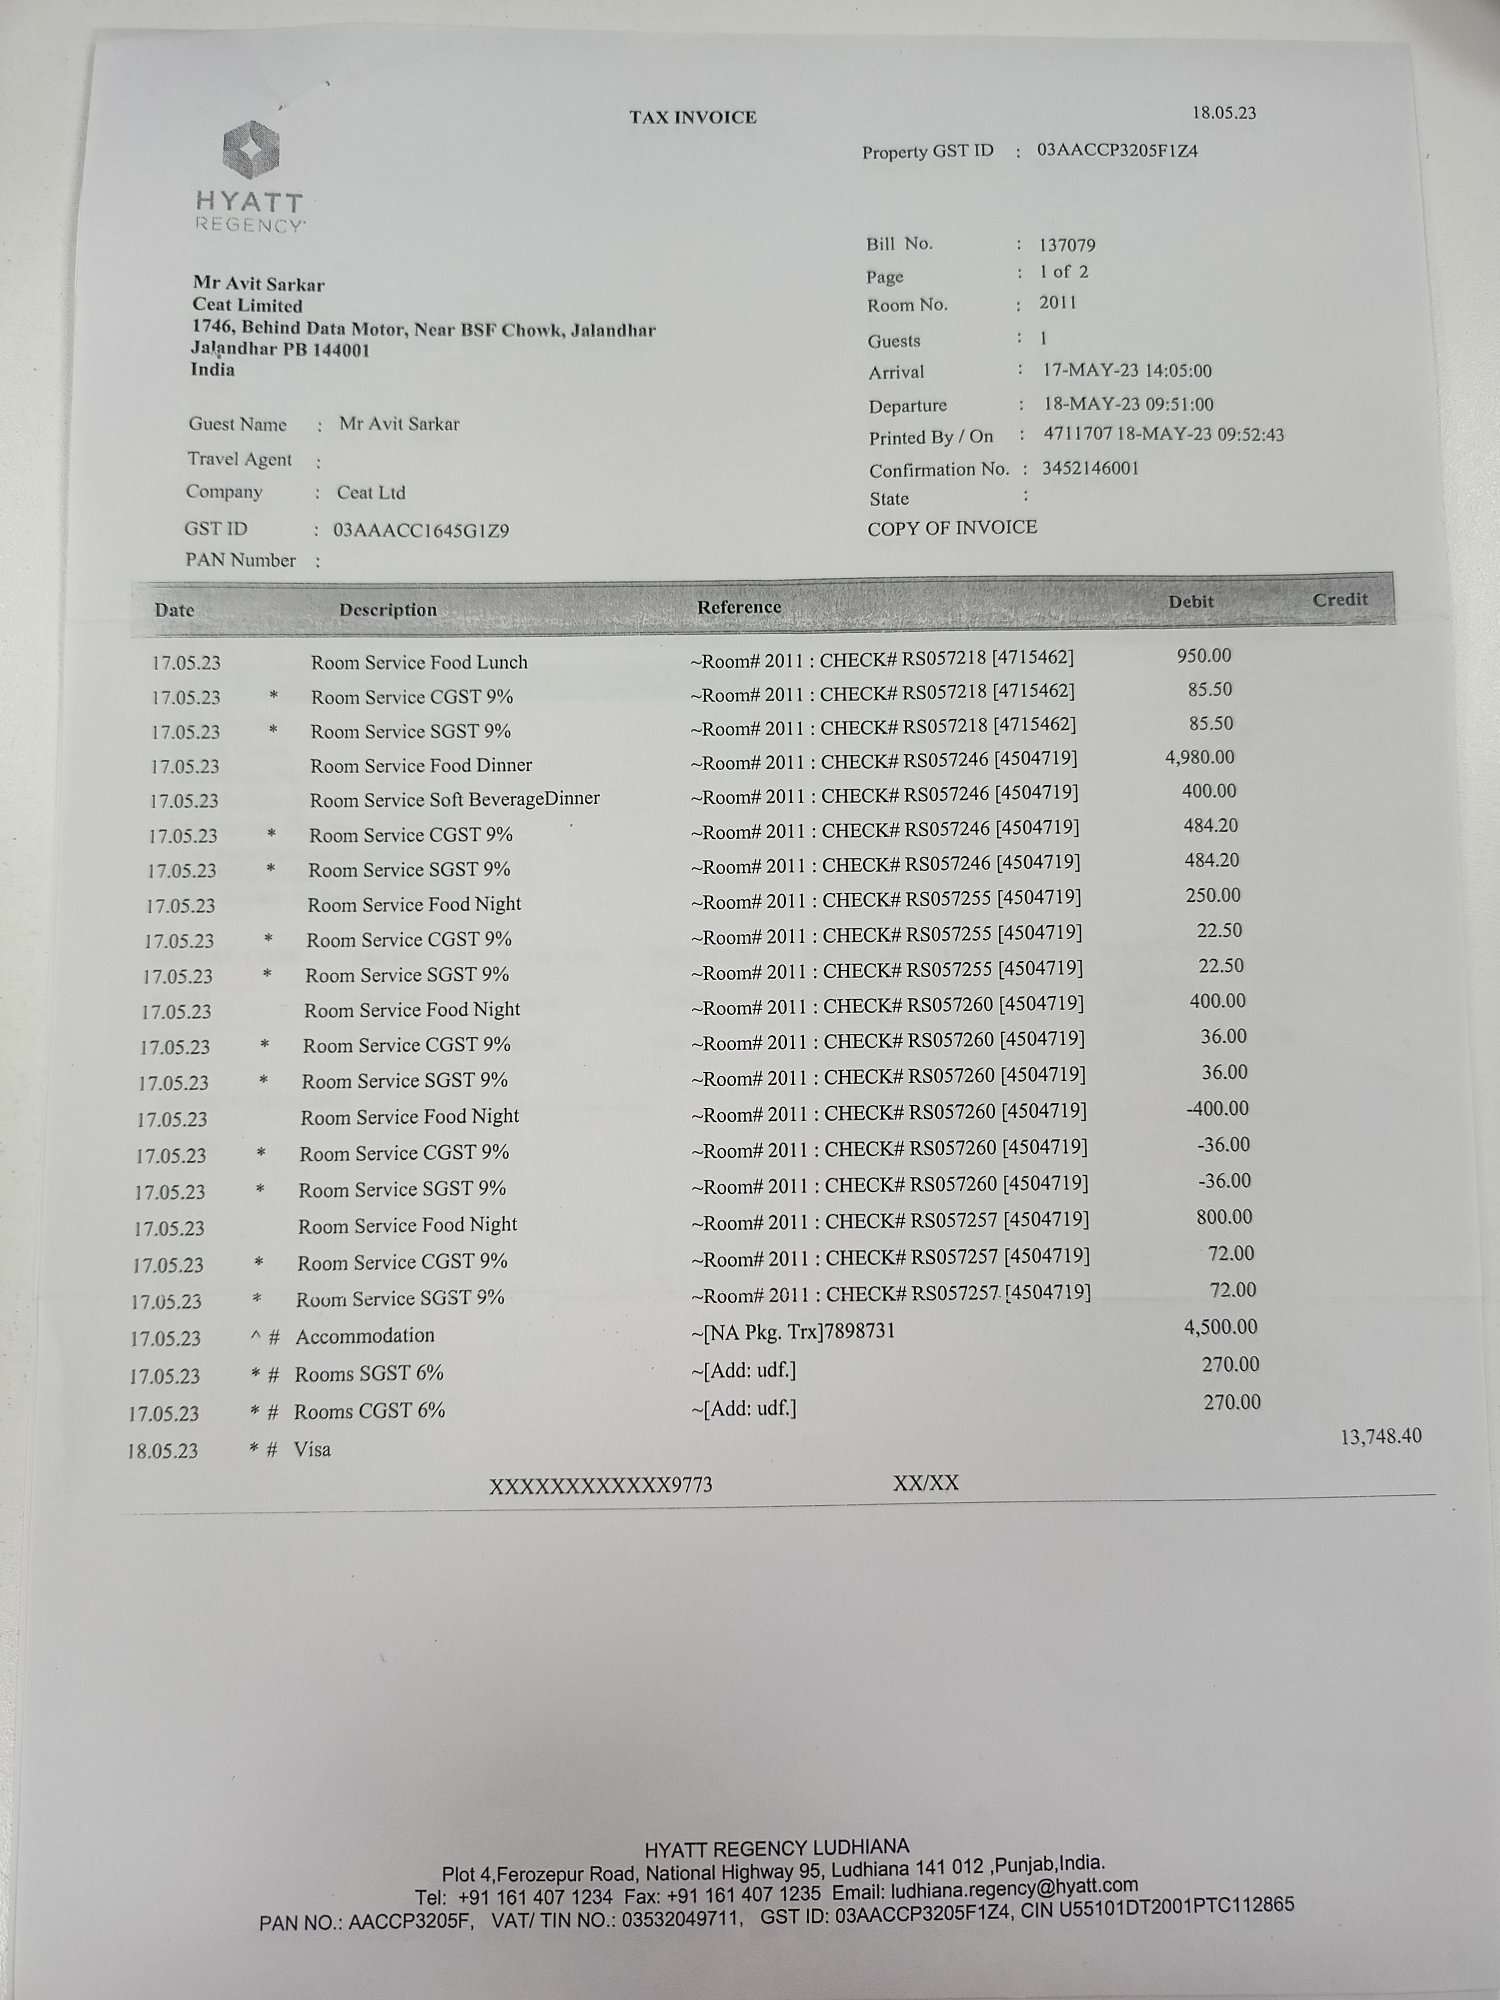 TAX INVOICE
18.05.23
Property GST ID : 03AACCP3205F1Z4
HYATT
REGENCY
Bill No. : 137079
Page : 1 of 2
Room No. : 2011
Guests : 1
Arrival : 17-MAY-23 14:05:00
Departure : 18-MAY-23 09:51:00
Printed By / On : 4711707 18-MAY-23 09:52:43
Confirmation No. : 3452146001
State :
COPY OF INVOICE
Mr Avit Sarkar
Ceat Limited
1746, Behind Data Motor, Near BSF Chowk, Jalandhar
Jalandhar PB 144001
India
Guest Name : Mr Avit Sarkar
Travel Agent :
Company : Ceat Ltd
GST ID : 03AAACC1645G1Z9
PAN Number :
Date Description Reference Debit Credit
17.05.23 Room Service Food Lunch ~Room# 2011 : CHECK# RS057218 [4715462] 950.00
17.05.23 * Room Service CGST 9% ~Room# 2011 : CHECK# RS057218 [4715462] 85.50
17.05.23 * Room Service SGST 9% ~Room# 2011 : CHECK# RS057218 [4715462] 85.50
17.05.23 Room Service Food Dinner ~Room# 2011 : CHECK# RS057246 [4504719] 4,980.00
17.05.23 Room Service Soft BeverageDinner ~Room# 2011 : CHECK# RS057246 [4504719] 400.00
17.05.23 * Room Service CGST 9% ~Room# 2011 : CHECK# RS057246 [4504719] 484.20
17.05.23 * Room Service SGST 9% ~Room# 2011 : CHECK# RS057246 [4504719] 484.20
17.05.23 Room Service Food Night ~Room# 2011 : CHECK# RS057255 [4504719] 250.00
17.05.23 * Room Service CGST 9% ~Room# 2011 : CHECK# RS057255 [4504719] 22.50
17.05.23 * Room Service SGST 9% ~Room# 2011 : CHECK# RS057255 [4504719] 22.50
17.05.23 Room Service Food Night ~Room# 2011 : CHECK# RS057260 [4504719] 400.00
17.05.23 * Room Service CGST 9% ~Room# 2011 : CHECK# RS057260 [4504719] 36.00
17.05.23 * Room Service SGST 9% ~Room# 2011 : CHECK# RS057260 [4504719] 36.00
17.05.23 Room Service Food Night ~Room# 2011 : CHECK# RS057260 [4504719] -400.00
17.05.23 * Room Service CGST 9% ~Room# 2011 : CHECK# RS057260 [4504719] -36.00
17.05.23 * Room Service SGST 9% ~Room# 2011 : CHECK# RS057260 [4504719] -36.00
17.05.23 Room Service Food Night ~Room# 2011 : CHECK# RS057257 [4504719] 800.00
17.05.23 * Room Service CGST 9% ~Room# 2011 : CHECK# RS057257 [4504719] 72.00
17.05.23 * Room Service SGST 9% ~Room# 2011 : CHECK# RS057257 [4504719] 72.00
17.05.23 ^ # Accommodation ~[NA Pkg. Trx]7898731 4,500.00
17.05.23 * # Rooms SGST 6% ~[Add: udf.] 270.00
17.05.23 * # Rooms CGST 6% ~[Add: udf.] 270.00
18.05.23 * # Visa 13,748.40
XXXXXXXXXXXX9773 XX/XX
HYATT REGENCY LUDHIANA
Plot 4,Ferozepur Road, National Highway 95, Ludhiana 141 012 ,Punjab,India.
Tel: +91 161 407 1234 Fax: +91 161 407 1235 Email: ludhiana.regency@hyatt.com
PAN NO.: AACCP3205F, VAT/ TIN NO.: 03532049711, GST ID: 03AACCP3205F1Z4, CIN U55101DT2001PTC112865